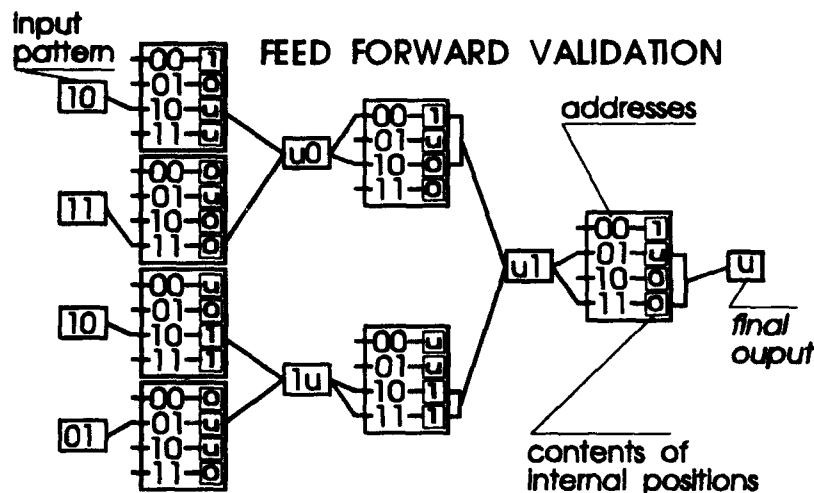 input
pattern
FEED FORWARD VALIDATION
10
00 1
01 0
10 u
11 u
11
00 0
01 u
10 0
11 0
10
00 u
01 0
10 1
11 1
01
00 0
01 u
10 u
11 0
u0
1u
00 1
01 u
10 0
11 0
00 u
01 u
10 1
11 1
u1
addresses
00 1
01 u
10 0
11 0
u
final
ouput
contents of
internal positions